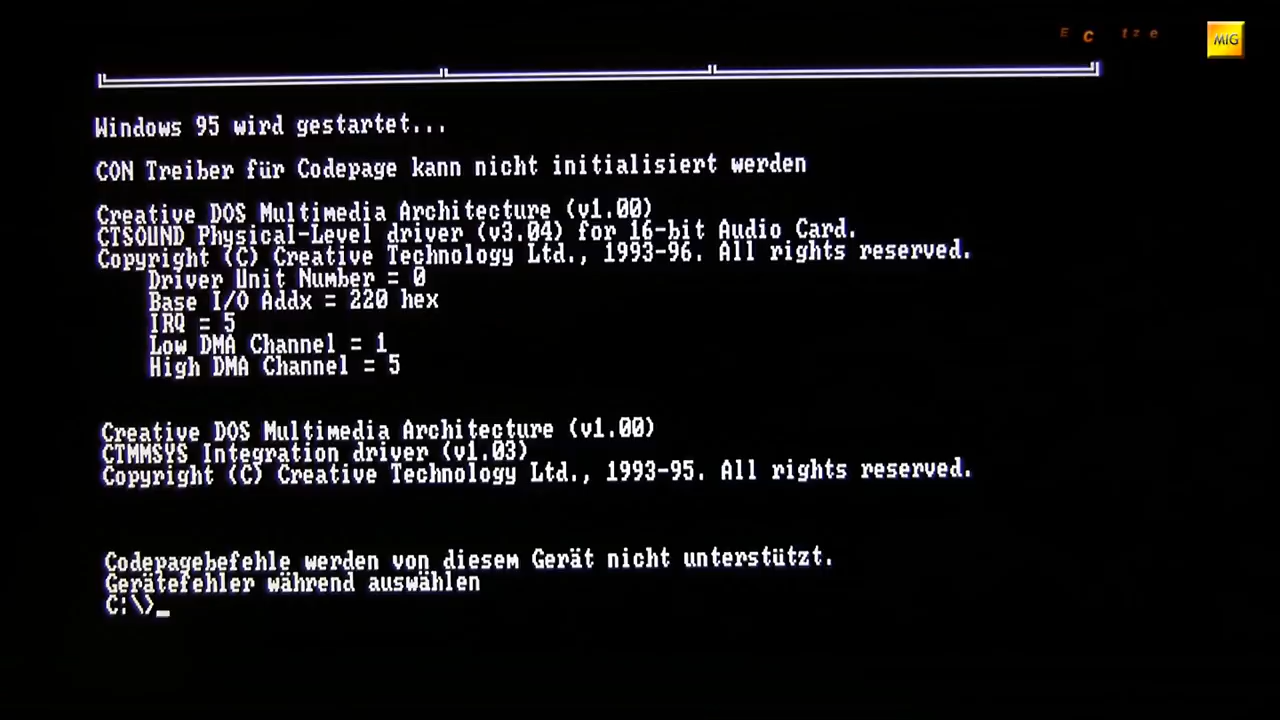 MIG
Windows 95 wird gestartet...
CON Treiber für Codepage kann nicht initialisiert werden
Creative DOS Multimedia Architecture (v1.00)
CTSOUND Physical-Level driver (v3.04) for 16-bit Audio Card.
Copyright (C) Creative Technology Ltd., 1993-96. All rights reserved.
Driver Unit Number = 0
Base I/O Addx = 220 hex
IRQ = 5
Low DMA Channel = 1
High DMA Channel = 5
Creative DOS Multimedia Architecture (v1.00)
CTMMSYS Integration driver (v1.03)
Copyright (C) Creative Technology Ltd., 1993-95. All rights reserved.
Codepagebefehle werden von diesem Gerät nicht unterstützt.
Gerätefehler während auswählen
C:\>_